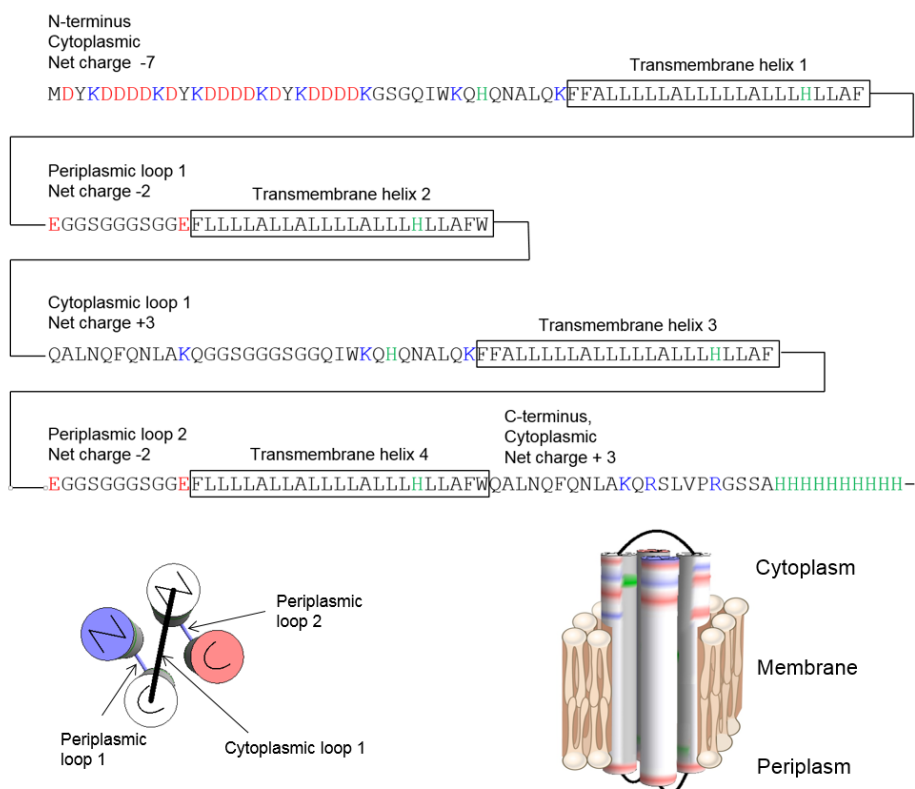 N-terminus
Cytoplasmic
Net charge -7
Transmembrane helix 1
MDYKDDDDKDYKDDDDKDYKDDDDKGSGQIWKQHQNALQKFFALLLLLALLLLLALLLHLLAF
Periplasmic loop 1
Net charge -2
Transmembrane helix 2
EGGSGGGSGGEFLLLLALLALLLLALLLHLLAFW
Cytoplasmic loop 1
Net charge +3
Transmembrane helix 3
QALNQFQNLAKQGGSGGGSGGQIWKQHQNALQKFFALLLLLALLLLLALLLHLLAF
Periplasmic loop 2
Net charge -2
Transmembrane helix 4
C-terminus,
Cytoplasmic
Net charge + 3
EGGSGGGSGGEFLLLLALLALLLLALLLHLLAFWQALNQFQNLAKQRSLVPRGSSAHHHHHHHHHH
N
N
C
C
Periplasmic
loop 2
Periplasmic
loop 1
Cytoplasmic loop 1
Cytoplasm
Membrane
Periplasm